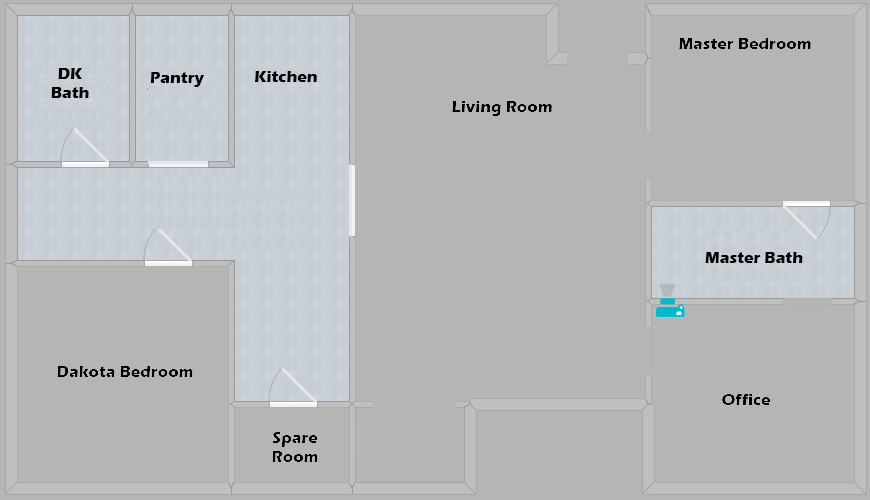 DK
Bath
Pantry
Kitchen
Living Room
Master Bedroom
Master Bath
Dakota Bedroom
Office
Spare
Room